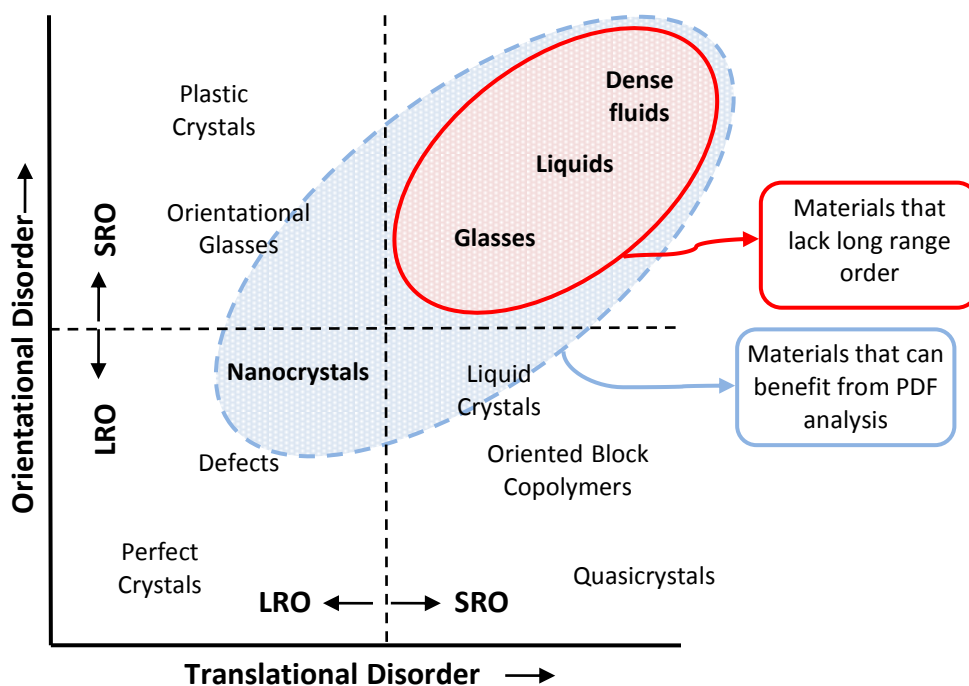 Plastic
Crystals
Dense
fluids
Liquids
Orientational
Glasses
Glasses
Materials that
lack long range
order
Orientational Disorder
SRO
LRO
Nanocrystals
Liquid
Crystals
Materials that can
benefit from PDF
analysis
Defects
Oriented Block
Copolymers
Perfect
Crystals
Quasicrystals
LRO
SRO
Translational Disorder